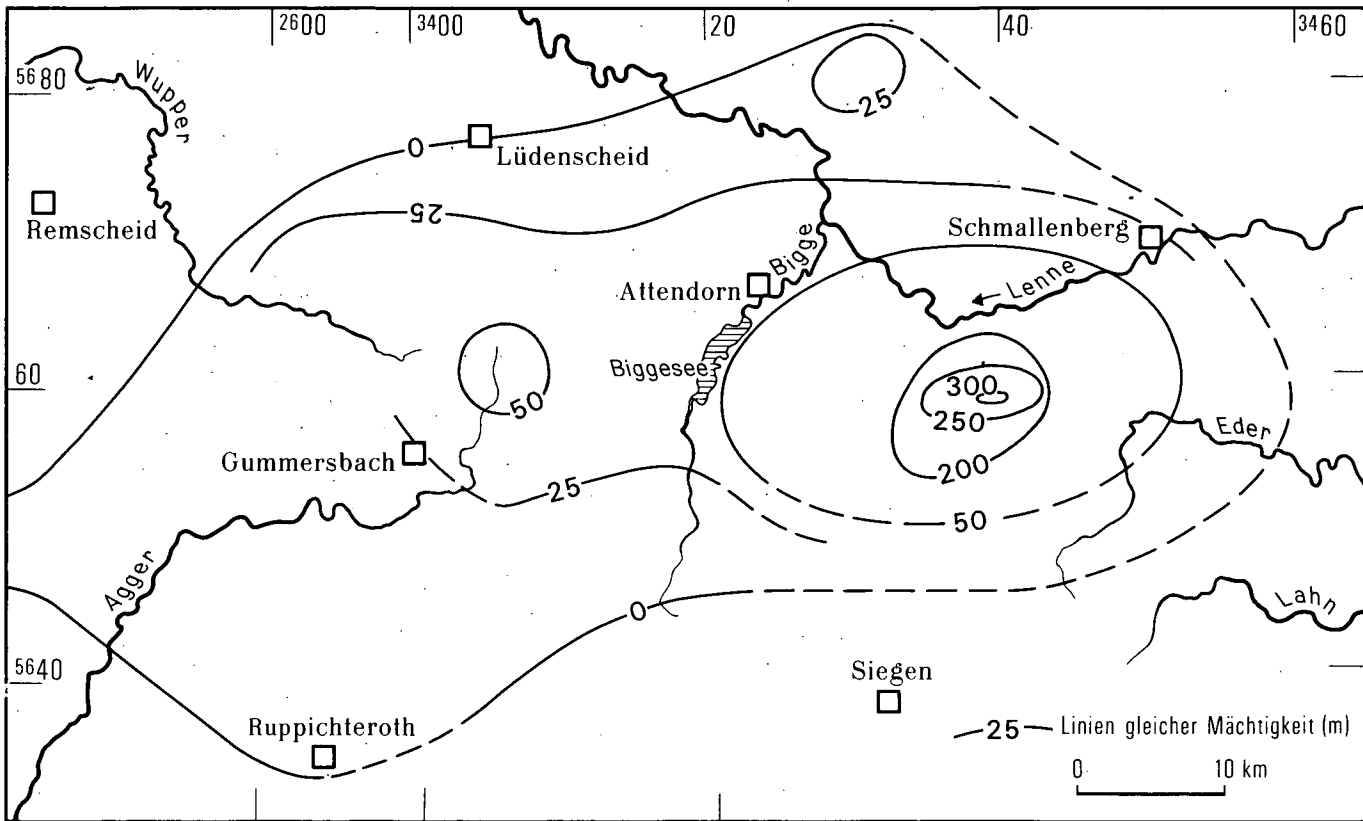 2600
3400
20
40
3460
5680
Wupper
25
0
Lüdenscheid
Remscheid
25
Schmallenberg
Bigge
Attendorn
Lenne
Biggesee
60
50
300
250
200
Gummersbach
Eder
25
50
Agger
0
Lahn
5640
Siegen
Ruppichteroth
25 Linien gleicher Mächtigkeit (m)
0 10 km